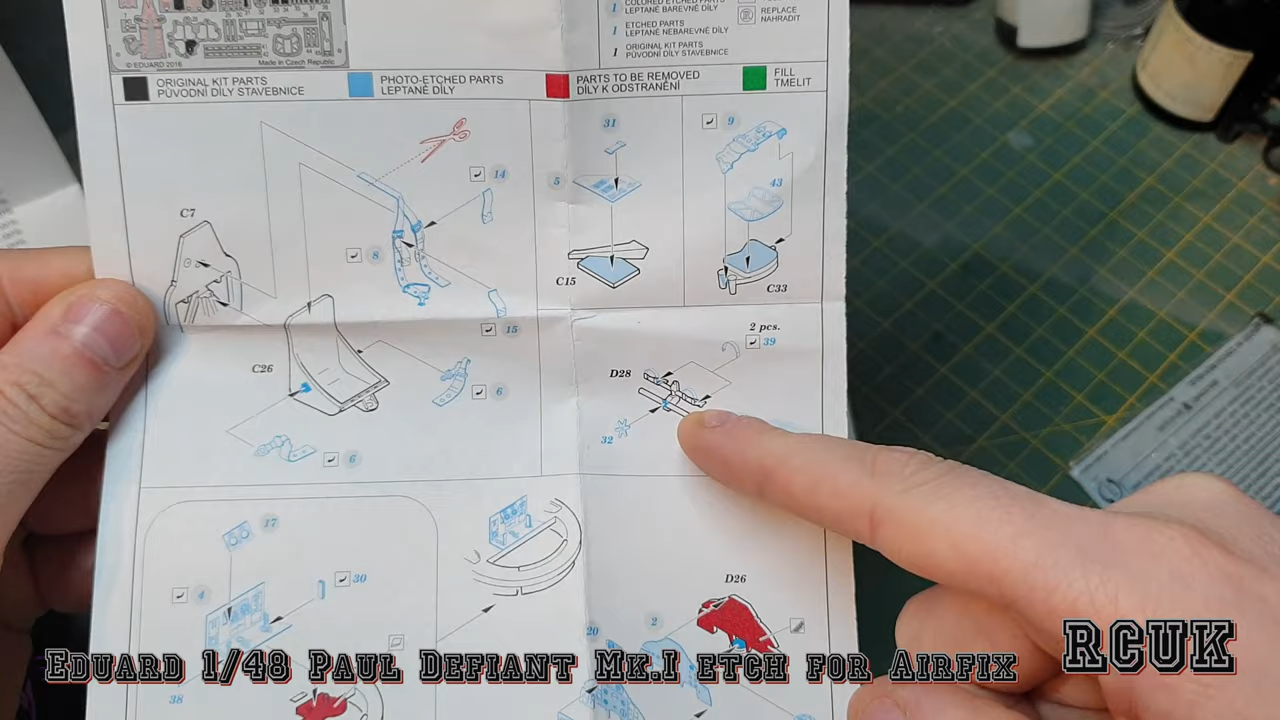 1 COLORED ETCHED PARTS
LEPTANÉ BAREVNÉ DÍLY
1 ETCHED PARTS
LEPTANÉ NEBAREVNÉ DÍLY
1 ORIGINAL KIT PARTS
PŮVODNÍ DÍLY STAVEBNICE
REPLACE
NAHRADIT
© EDUARD 2016
Made in Czech Republic
ORIGINAL KIT PARTS
PŮVODNÍ DÍLY STAVEBNICE
PHOTO-ETCHED PARTS
LEPTANÉ DÍLY
PARTS TO BE REMOVED
DÍLY K ODSTRANĚNÍ
FILL
TMELIT
C7
14
8
15
C26
6
6
31
5
C15
9
43
C33
2 pcs.
39
D28
32
17
4
30
38
D26
2
20
EDUARD 1/48 PAUL DEFIANT MK.I ETCH FOR AIRFIX
RCUK